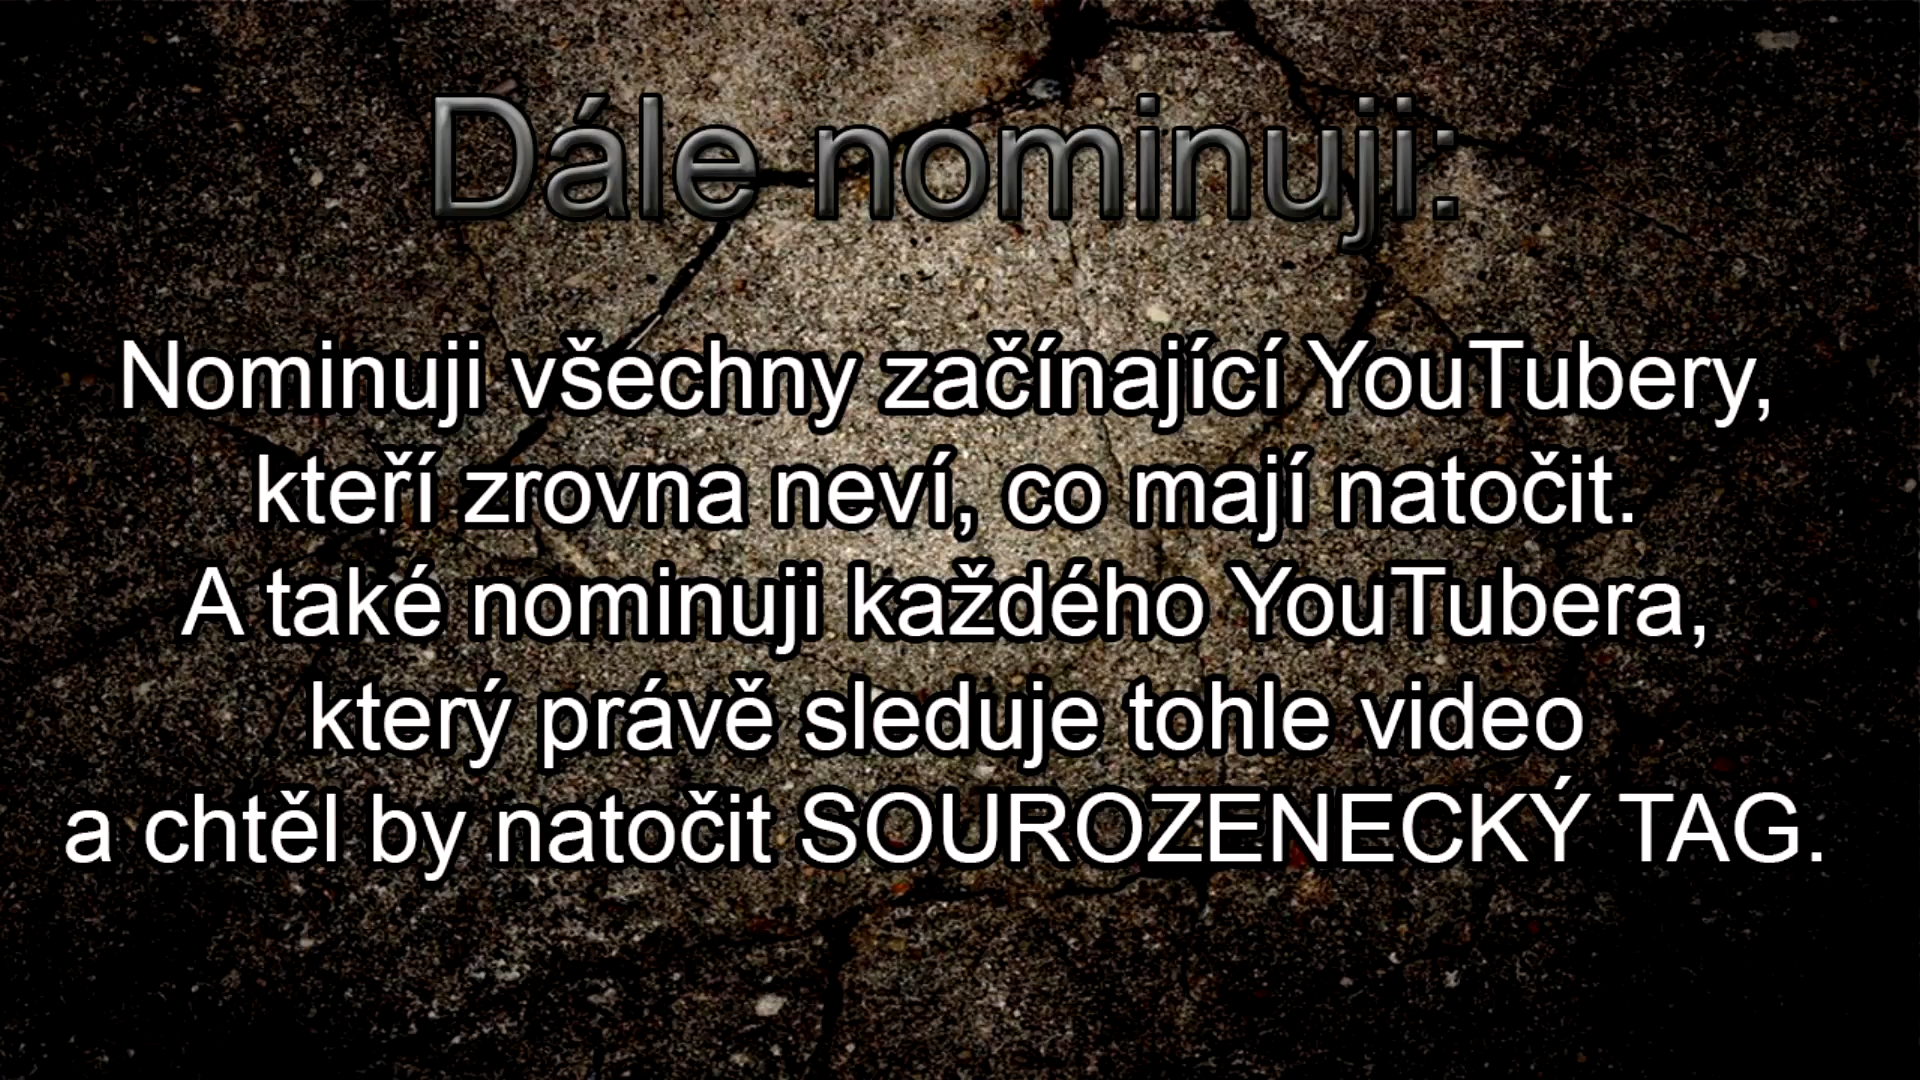 Dále nominuji:
Nominuji všechny začínající YouTubery,
kteří zrovna neví, co mají natočit.
A také nominuji každého YouTubera,
který právě sleduje tohle video
a chtěl by natočit SOUROZENECKÝ TAG.